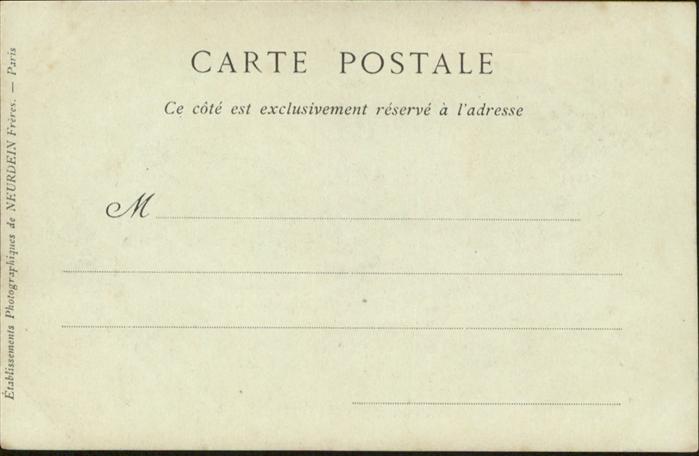 CARTE POSTALE
Ce côté est exclusivement réservé à l'adresse
M
Établissements Photographiques de NEURDEIN Frères. — Paris